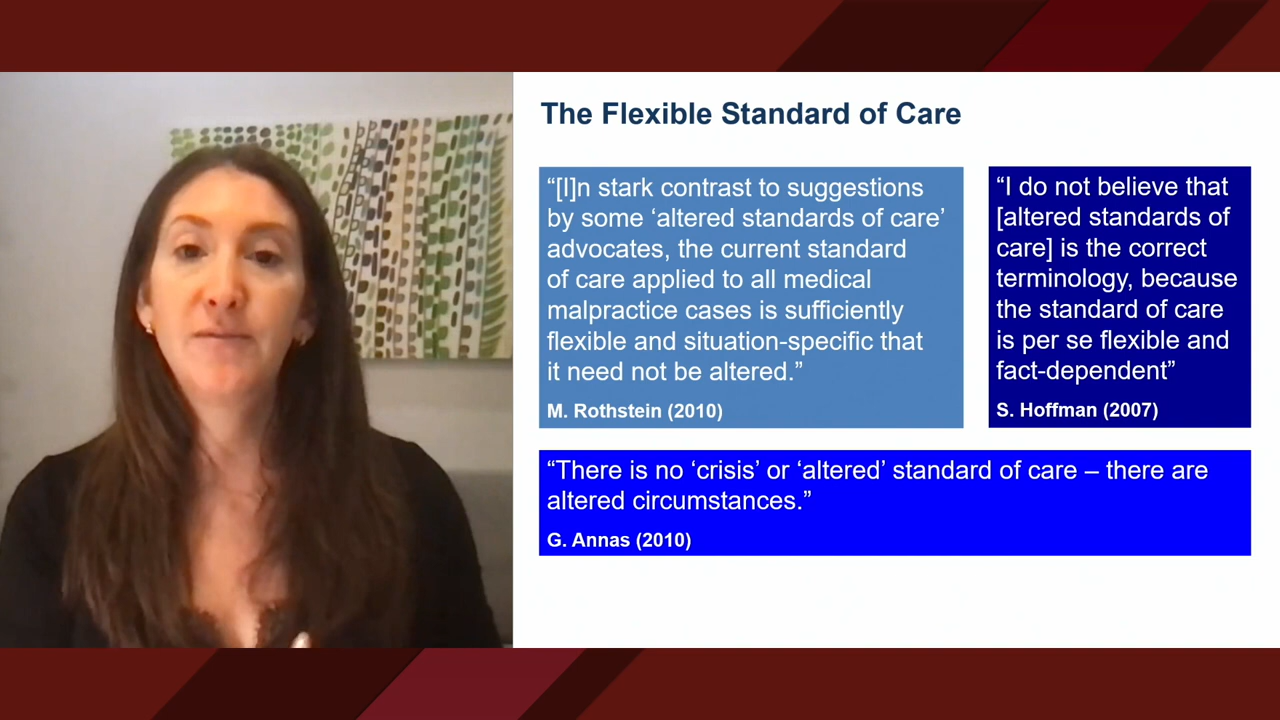 The Flexible Standard of Care
“[I]n stark contrast to suggestions
by some ‘altered standards of care’
advocates, the current standard
of care applied to all medical
malpractice cases is sufficiently
flexible and situation-specific that
it need not be altered.”
M. Rothstein (2010)
“I do not believe that
[altered standards of
care] is the correct
terminology, because
the standard of care
is per se flexible and
fact-dependent”
S. Hoffman (2007)
“There is no ‘crisis’ or ‘altered’ standard of care – there are
altered circumstances.”
G. Annas (2010)